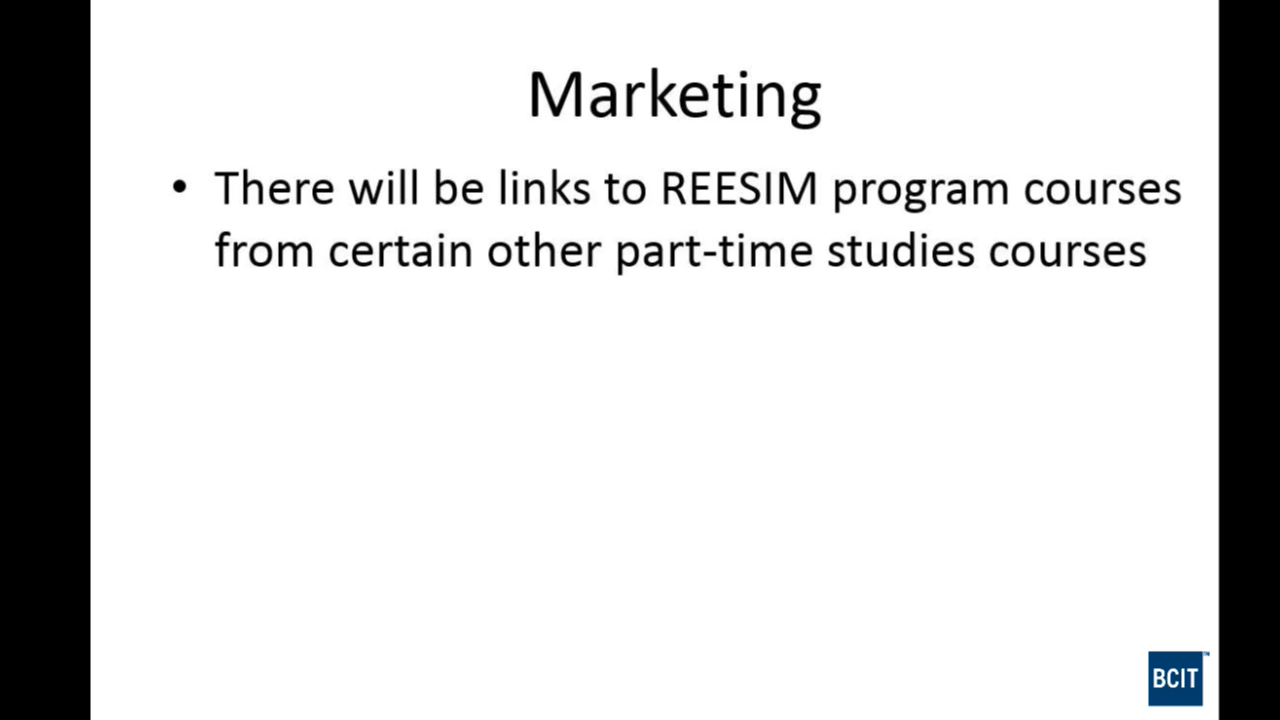 Marketing
• There will be links to REESIM program courses
from certain other part-time studies courses
BCIT